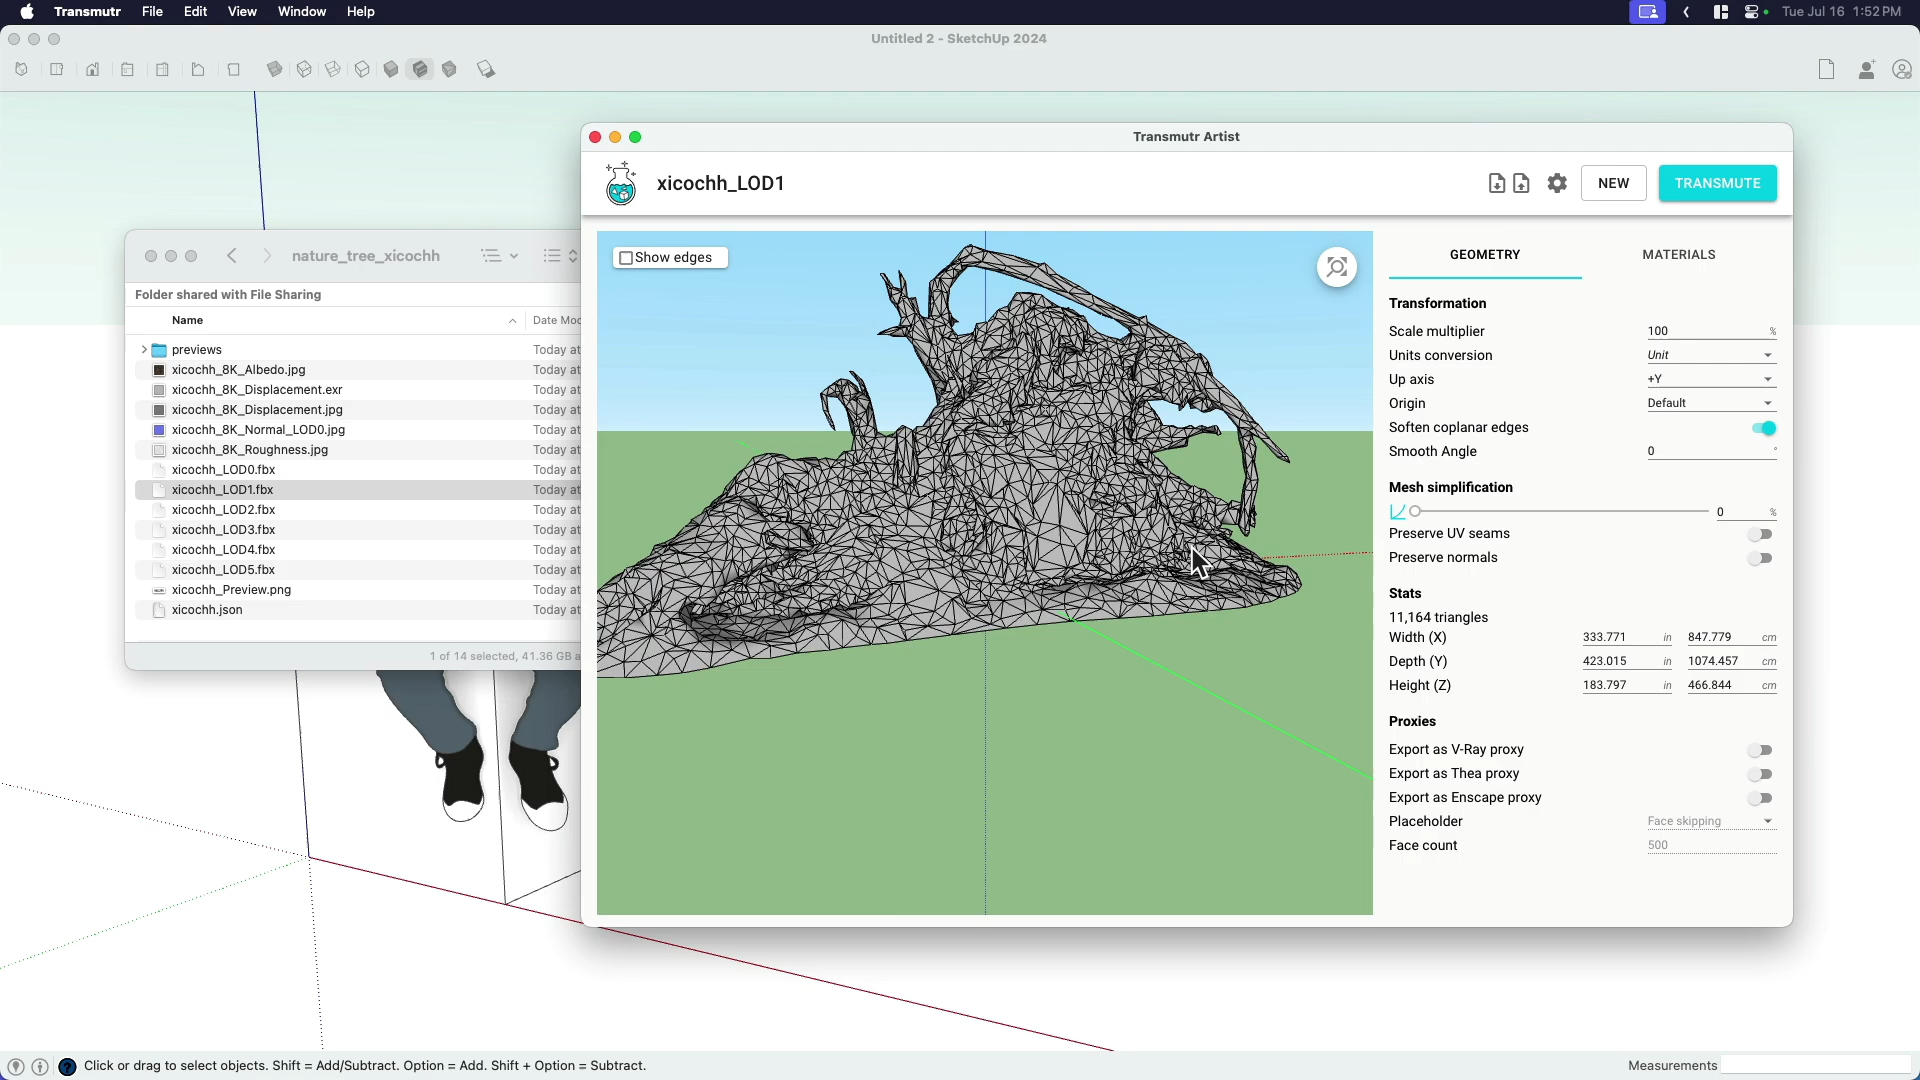 Transmutr File Edit View Window Help
Tue Jul 16 1:52 PM
Untitled 2 - SketchUp 2024
Transmutr Artist
xicochh_LOD1
NEW
TRANSMUTE
nature_tree_xicochh
Folder shared with File Sharing
Name
Date Mod
previews
Today at
xicochh_8K_Albedo.jpg
Today at
xicochh_8K_Displacement.exr
Today at
xicochh_8K_Displacement.jpg
Today at
xicochh_8K_Normal_LOD0.jpg
Today at
xicochh_8K_Roughness.jpg
Today at
xicochh_LOD0.fbx
Today at
xicochh_LOD1.fbx
Today at
xicochh_LOD2.fbx
Today at
xicochh_LOD3.fbx
Today at
xicochh_LOD4.fbx
Today at
xicochh_LOD5.fbx
Today at
xicochh_Preview.png
Today at
xicochh.json
Today at
1 of 14 selected, 41.36 GB a
Show edges
GEOMETRY
MATERIALS
Transformation
Scale multiplier 100 %
Units conversion Unit
Up axis +Y
Origin Default
Soften coplanar edges
Smooth Angle 0 °
Mesh simplification
0 %
Preserve UV seams
Preserve normals
Stats
11,164 triangles
Width (X) 333.771 in 847.779 cm
Depth (Y) 423.015 in 1074.457 cm
Height (Z) 183.797 in 466.844 cm
Proxies
Export as V-Ray proxy
Export as Thea proxy
Export as Enscape proxy
Placeholder Face skipping
Face count 500
Click or drag to select objects. Shift = Add/Subtract. Option = Add. Shift + Option = Subtract.
Measurements